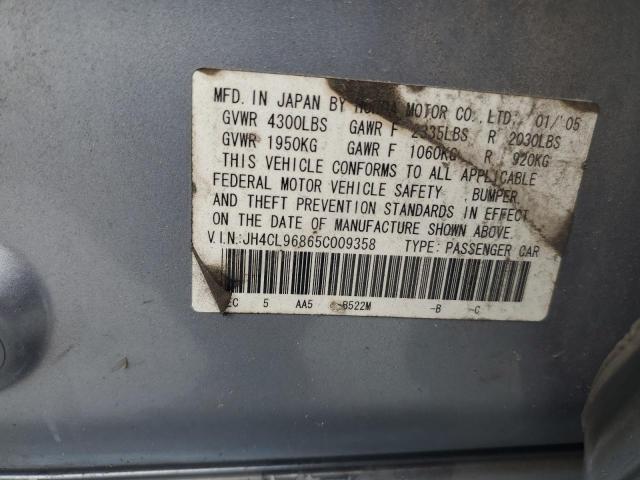 MFD. IN JAPAN BY HONDA MOTOR CO.,LTD. 01/'05
GVWR 4300LBS GAWR F 2335LBS R 2030LBS
GVWR 1950KG GAWR F 1060KG R 920KG
THIS VEHICLE CONFORMS TO ALL APPLICABLE
FEDERAL MOTOR VEHICLE SAFETY , BUMPER
AND THEFT PREVENTION STANDARDS IN EFFECT
ON THE DATE OF MANUFACTURE SHOWN ABOVE.
V.I.N.:JH4CL96865C009358 TYPE: PASSENGER CAR
EC 5 AA5 -B522M -B -C